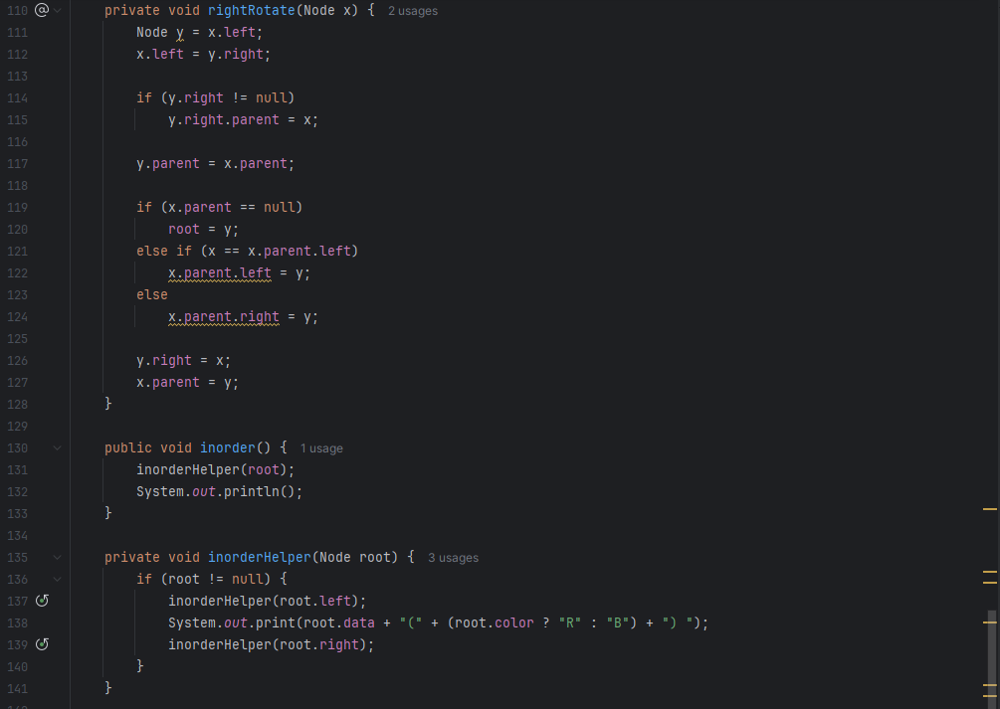 110 @ private void rightRotate(Node x) { 2 usages
111 Node y = x.left;
112 x.left = y.right;
113
114 if (y.right != null)
115 y.right.parent = x;
116
117 y.parent = x.parent;
118
119 if (x.parent == null)
120 root = y;
121 else if (x == x.parent.left)
122 x.parent.left = y;
123 else
124 x.parent.right = y;
125
126 y.right = x;
127 x.parent = y;
128 }
129
130 public void inorder() { 1 usage
131 inorderHelper(root);
132 System.out.println();
133 }
134
135 private void inorderHelper(Node root) { 3 usages
136 if (root != null) {
137 inorderHelper(root.left);
138 System.out.print(root.data + "(" + (root.color ? "R" : "B") + ") ");
139 inorderHelper(root.right);
140 }
141 }